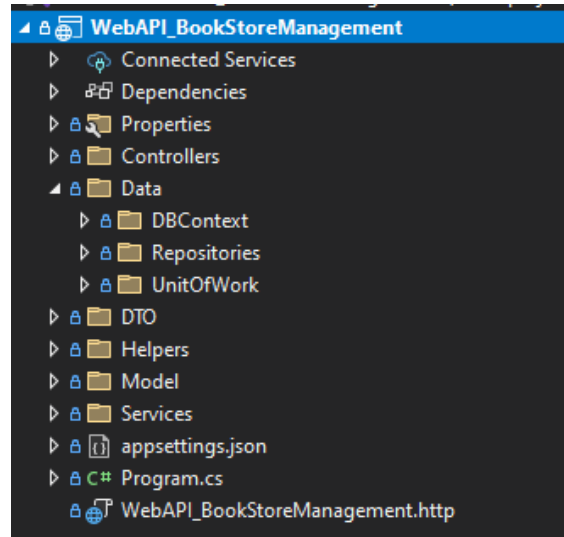 WebAPI_BookStoreManagement
Connected Services
Dependencies
Properties
Controllers
Data
DBContext
Repositories
UnitOfWork
DTO
Helpers
Model
Services
appsettings.json
C# Program.cs
WebAPI_BookStoreManagement.http